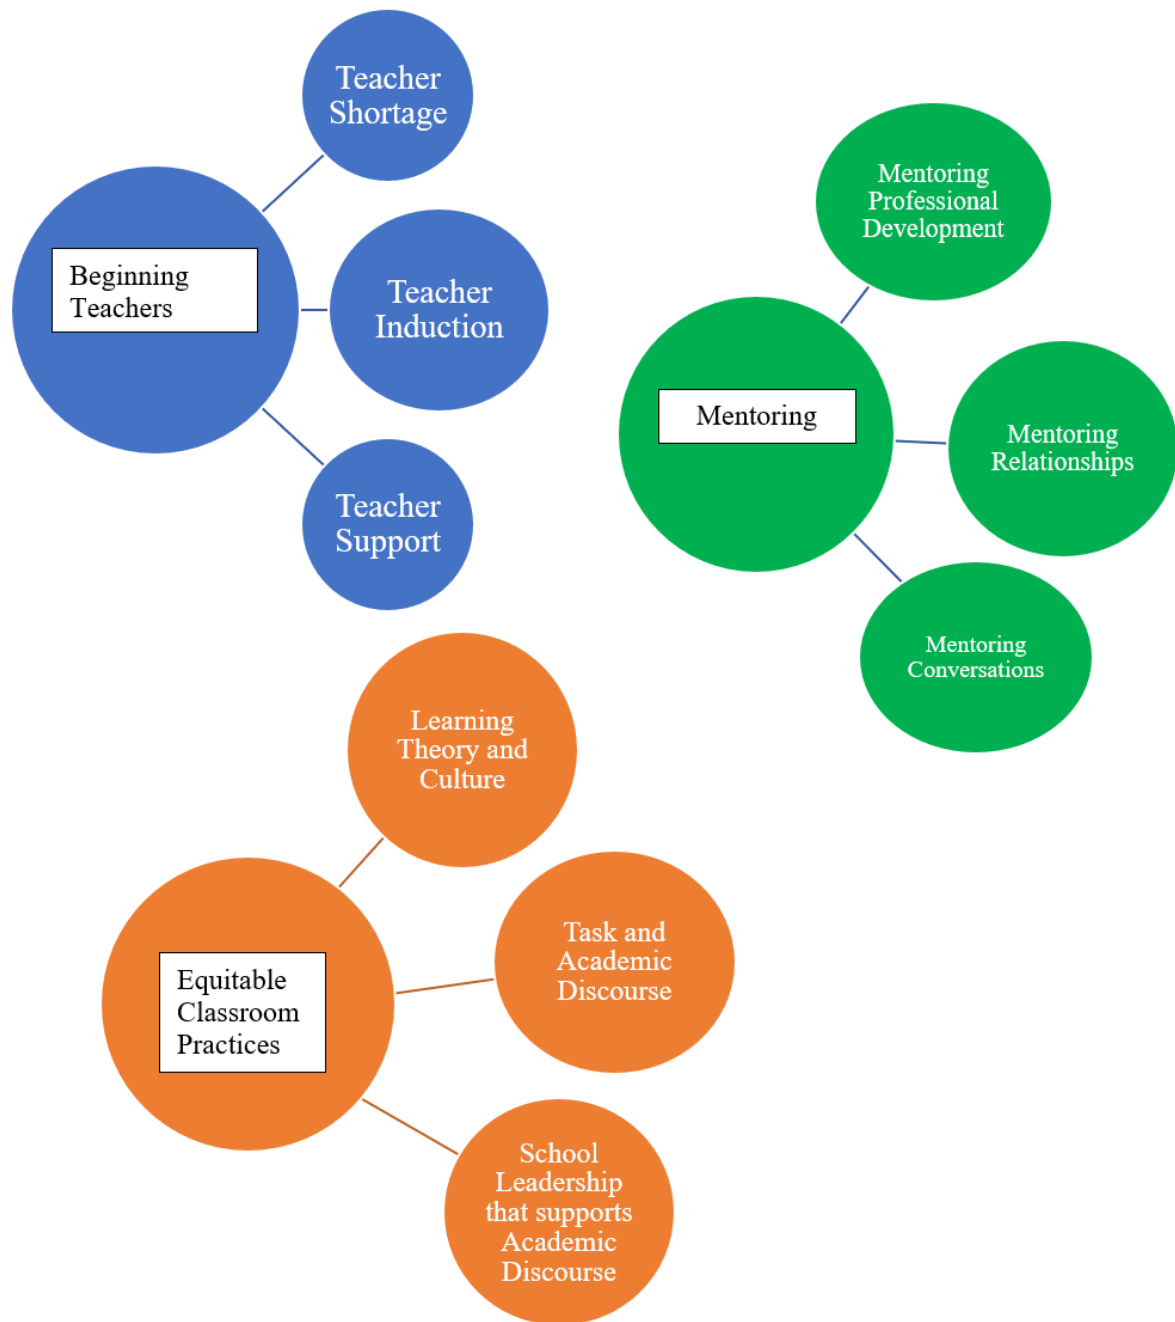 Teacher
Shortage
Beginning
Teachers
Teacher
Induction
Teacher
Support
Mentoring
Professional
Development
Mentoring
Mentoring
Relationships
Mentoring
Conversations
Learning
Theory and
Culture
Equitable
Classroom
Practices
Task and
Academic
Discourse
School
Leadership
that supports
Academic
Discourse